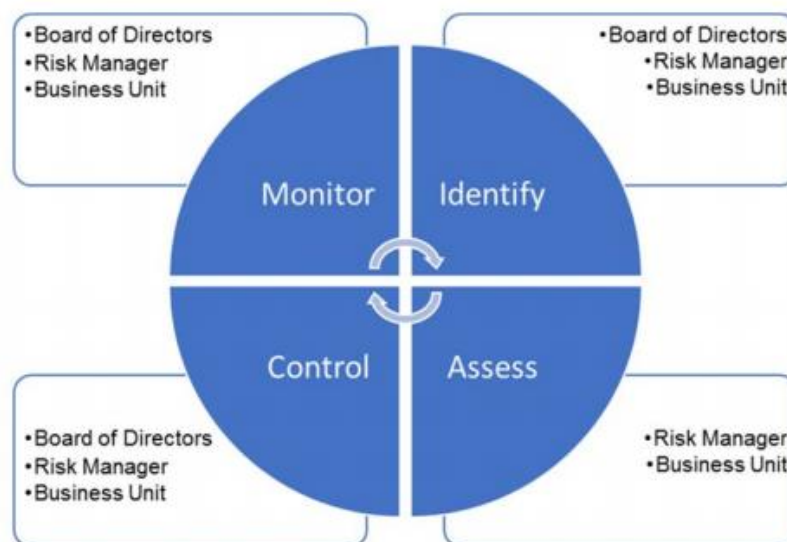 •Board of Directors
•Risk Manager
•Business Unit
•Board of Directors
•Risk Manager
•Business Unit
Monitor
Identify
Control
Assess
•Board of Directors
•Risk Manager
•Business Unit
•Risk Manager
•Business Unit